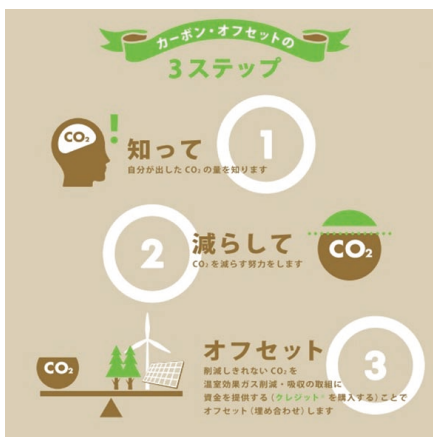 カーボン・オフセットの
3ステップ
CO₂
!
知って
1
自分が出したCO₂の量を知ります
2
減らして
CO₂を減らす努力をします
CO₂
オフセット
3
削減しきれないCO₂を
温室効果ガス削減・吸収の取組に
資金を提供する(クレジット※を購入する)ことで
オフセット(埋め合わせ)します
CO₂